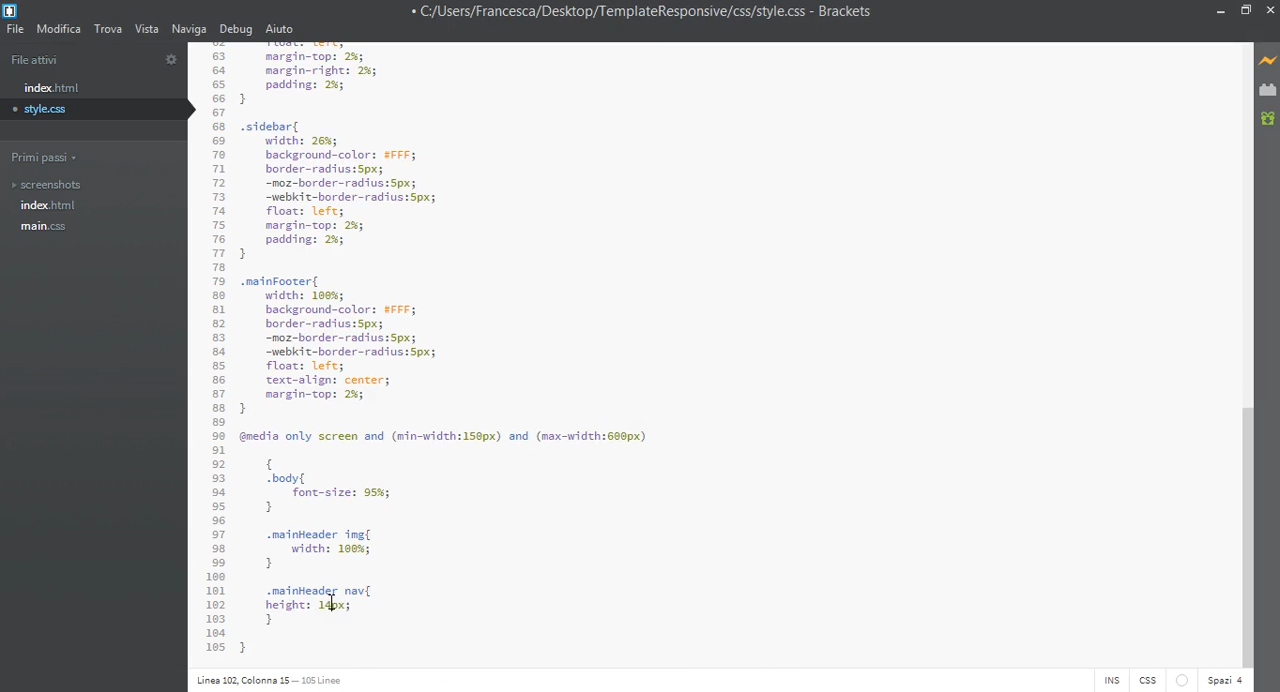 • C:/Users/Francesca/Desktop/TemplateResponsive/css/style.css - Brackets
File Modifica Trova Vista Naviga Debug Aiuto
File attivi
index.html
• style.css
Primi passi
screenshots
index.html
main.css
62 float: left;
63 margin-top: 2%;
64 margin-right: 2%;
65 padding: 2%;
66 }
67
68 .sidebar{
69 width: 26%;
70 background-color: #FFF;
71 border-radius:5px;
72 -moz-border-radius:5px;
73 -webkit-border-radius:5px;
74 float: left;
75 margin-top: 2%;
76 padding: 2%;
77 }
78
79 .mainFooter{
80 width: 100%;
81 background-color: #FFF;
82 border-radius:5px;
83 -moz-border-radius:5px;
84 -webkit-border-radius:5px;
85 float: left;
86 text-align: center;
87 margin-top: 2%;
88 }
89
90 @media only screen and (min-width:150px) and (max-width:600px)
91
92 {
93 .body{
94 font-size: 95%;
95 }
96
97 .mainHeader img{
98 width: 100%;
99 }
100
101 .mainHeader nav{
102 height: 14px;
103 }
104
105 }
Linea 102, Colonna 15 — 105 Linee
INS CSS Spazi 4